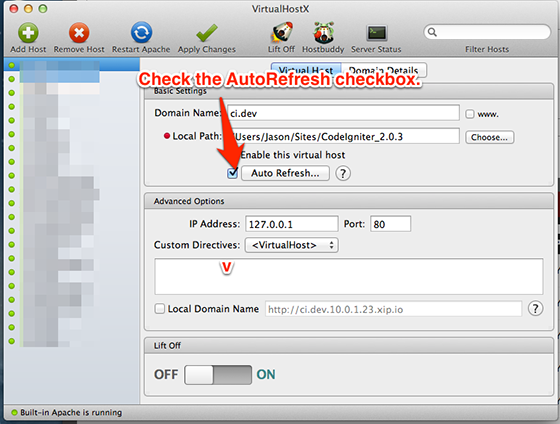 VirtualHostX
Add Host Remove Host Restart Apache Apply Changes Lift Off Hostbuddy Server Status Filter Hosts
Virtual Host Domain Details
Check the AutoRefresh checkbox.
Basic Settings
Domain Name: ci.dev www.
Local Path: Users/Jason/Sites/CodeIgniter_2.0.3 Choose...
Enable this virtual host
Auto Refresh... ?
Advanced Options
IP Address: 127.0.0.1 Port: 80
Custom Directives: <VirtualHost>
V
Local Domain Name http://ci.dev.10.0.1.23.xip.io ?
Lift Off
OFF ON
Built-in Apache is running